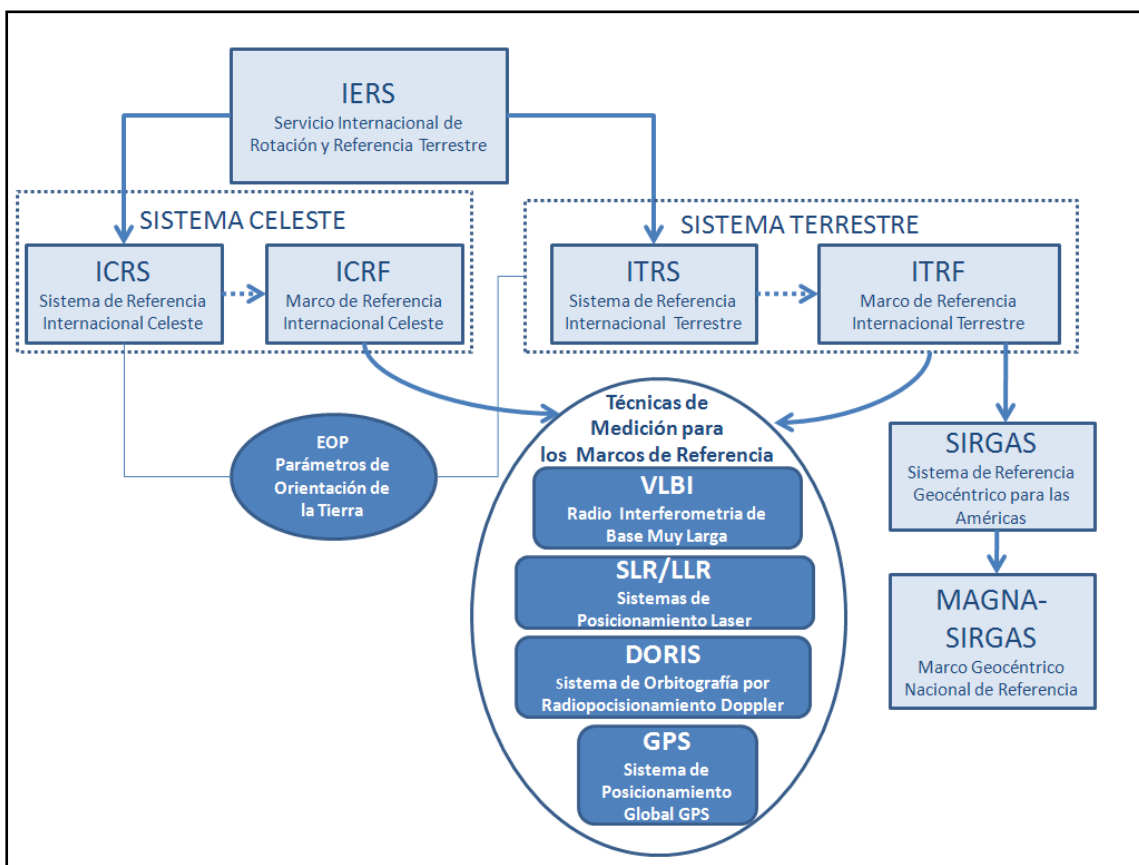 IERS
Servicio Internacional de
Rotación y Referencia Terrestre
SISTEMA CELESTE
ICRS
Sistema de Referencia
Internacional Celeste
ICRF
Marco de Referencia
Internacional Celeste
SISTEMA TERRESTRE
ITRS
Sistema de Referencia
Internacional Terrestre
ITRF
Marco de Referencia
Internacional Terrestre
EOP
Parámetros de
Orientación de
la Tierra
Técnicas de
Medición para
los Marcos de Referencia
VLBI
Radio Interferometria de
Base Muy Larga
SLR/LLR
Sistemas de
Posicionamiento Laser
DORIS
Sistema de Orbitografía por
Radiopocisionamiento Doppler
GPS
Sistema de
Posicionamiento
Global GPS
SIRGAS
Sistema de Referencia
Geocéntrico para las
Américas
MAGNA-
SIRGAS
Marco Geocéntrico
Nacional de Referencia